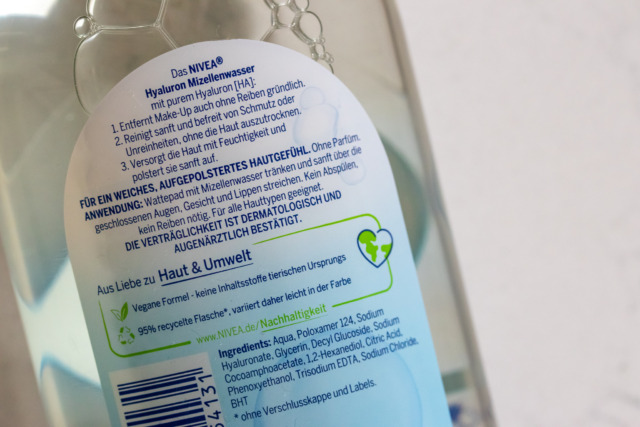 Das NIVEA®
Hyaluron Mizellenwasser
mit purem Hyaluron [HA]:
1. Entfernt Make-Up auch ohne Reiben gründlich.
2. Reinigt sanft und befreit von Schmutz oder
Unreinheiten, ohne die Haut auszutrocknen.
3. Versorgt die Haut mit Feuchtigkeit und
polstert sie sanft auf.
FÜR EIN WEICHES, AUFGEPOLSTERTES HAUTGEFÜHL. Ohne Parfüm.
ANWENDUNG: Wattepad mit Mizellenwasser tränken und sanft über die
geschlossenen Augen, Gesicht und Lippen streichen. Kein Abspülen,
kein Reiben nötig. Für alle Hauttypen geeignet.
DIE VERTRÄGLICHKEIT IST DERMATOLOGISCH UND
AUGENÄRZTLICH BESTÄTIGT.
Aus Liebe zu Haut & Umwelt
Vegane Formel - keine Inhaltsstoffe tierischen Ursprungs
95% recycelte Flasche*, variiert daher leicht in der Farbe
www.NIVEA.de/Nachhaltigkeit
Ingredients: Aqua, Poloxamer 124, Sodium
Hyaluronate, Glycerin, Decyl Glucoside, Sodium
Cocoamphoacetate, 1,2-Hexanediol, Citric Acid,
Phenoxyethanol, Trisodium EDTA, Sodium Chloride,
BHT
* ohne Verschlusskappe und Labels.